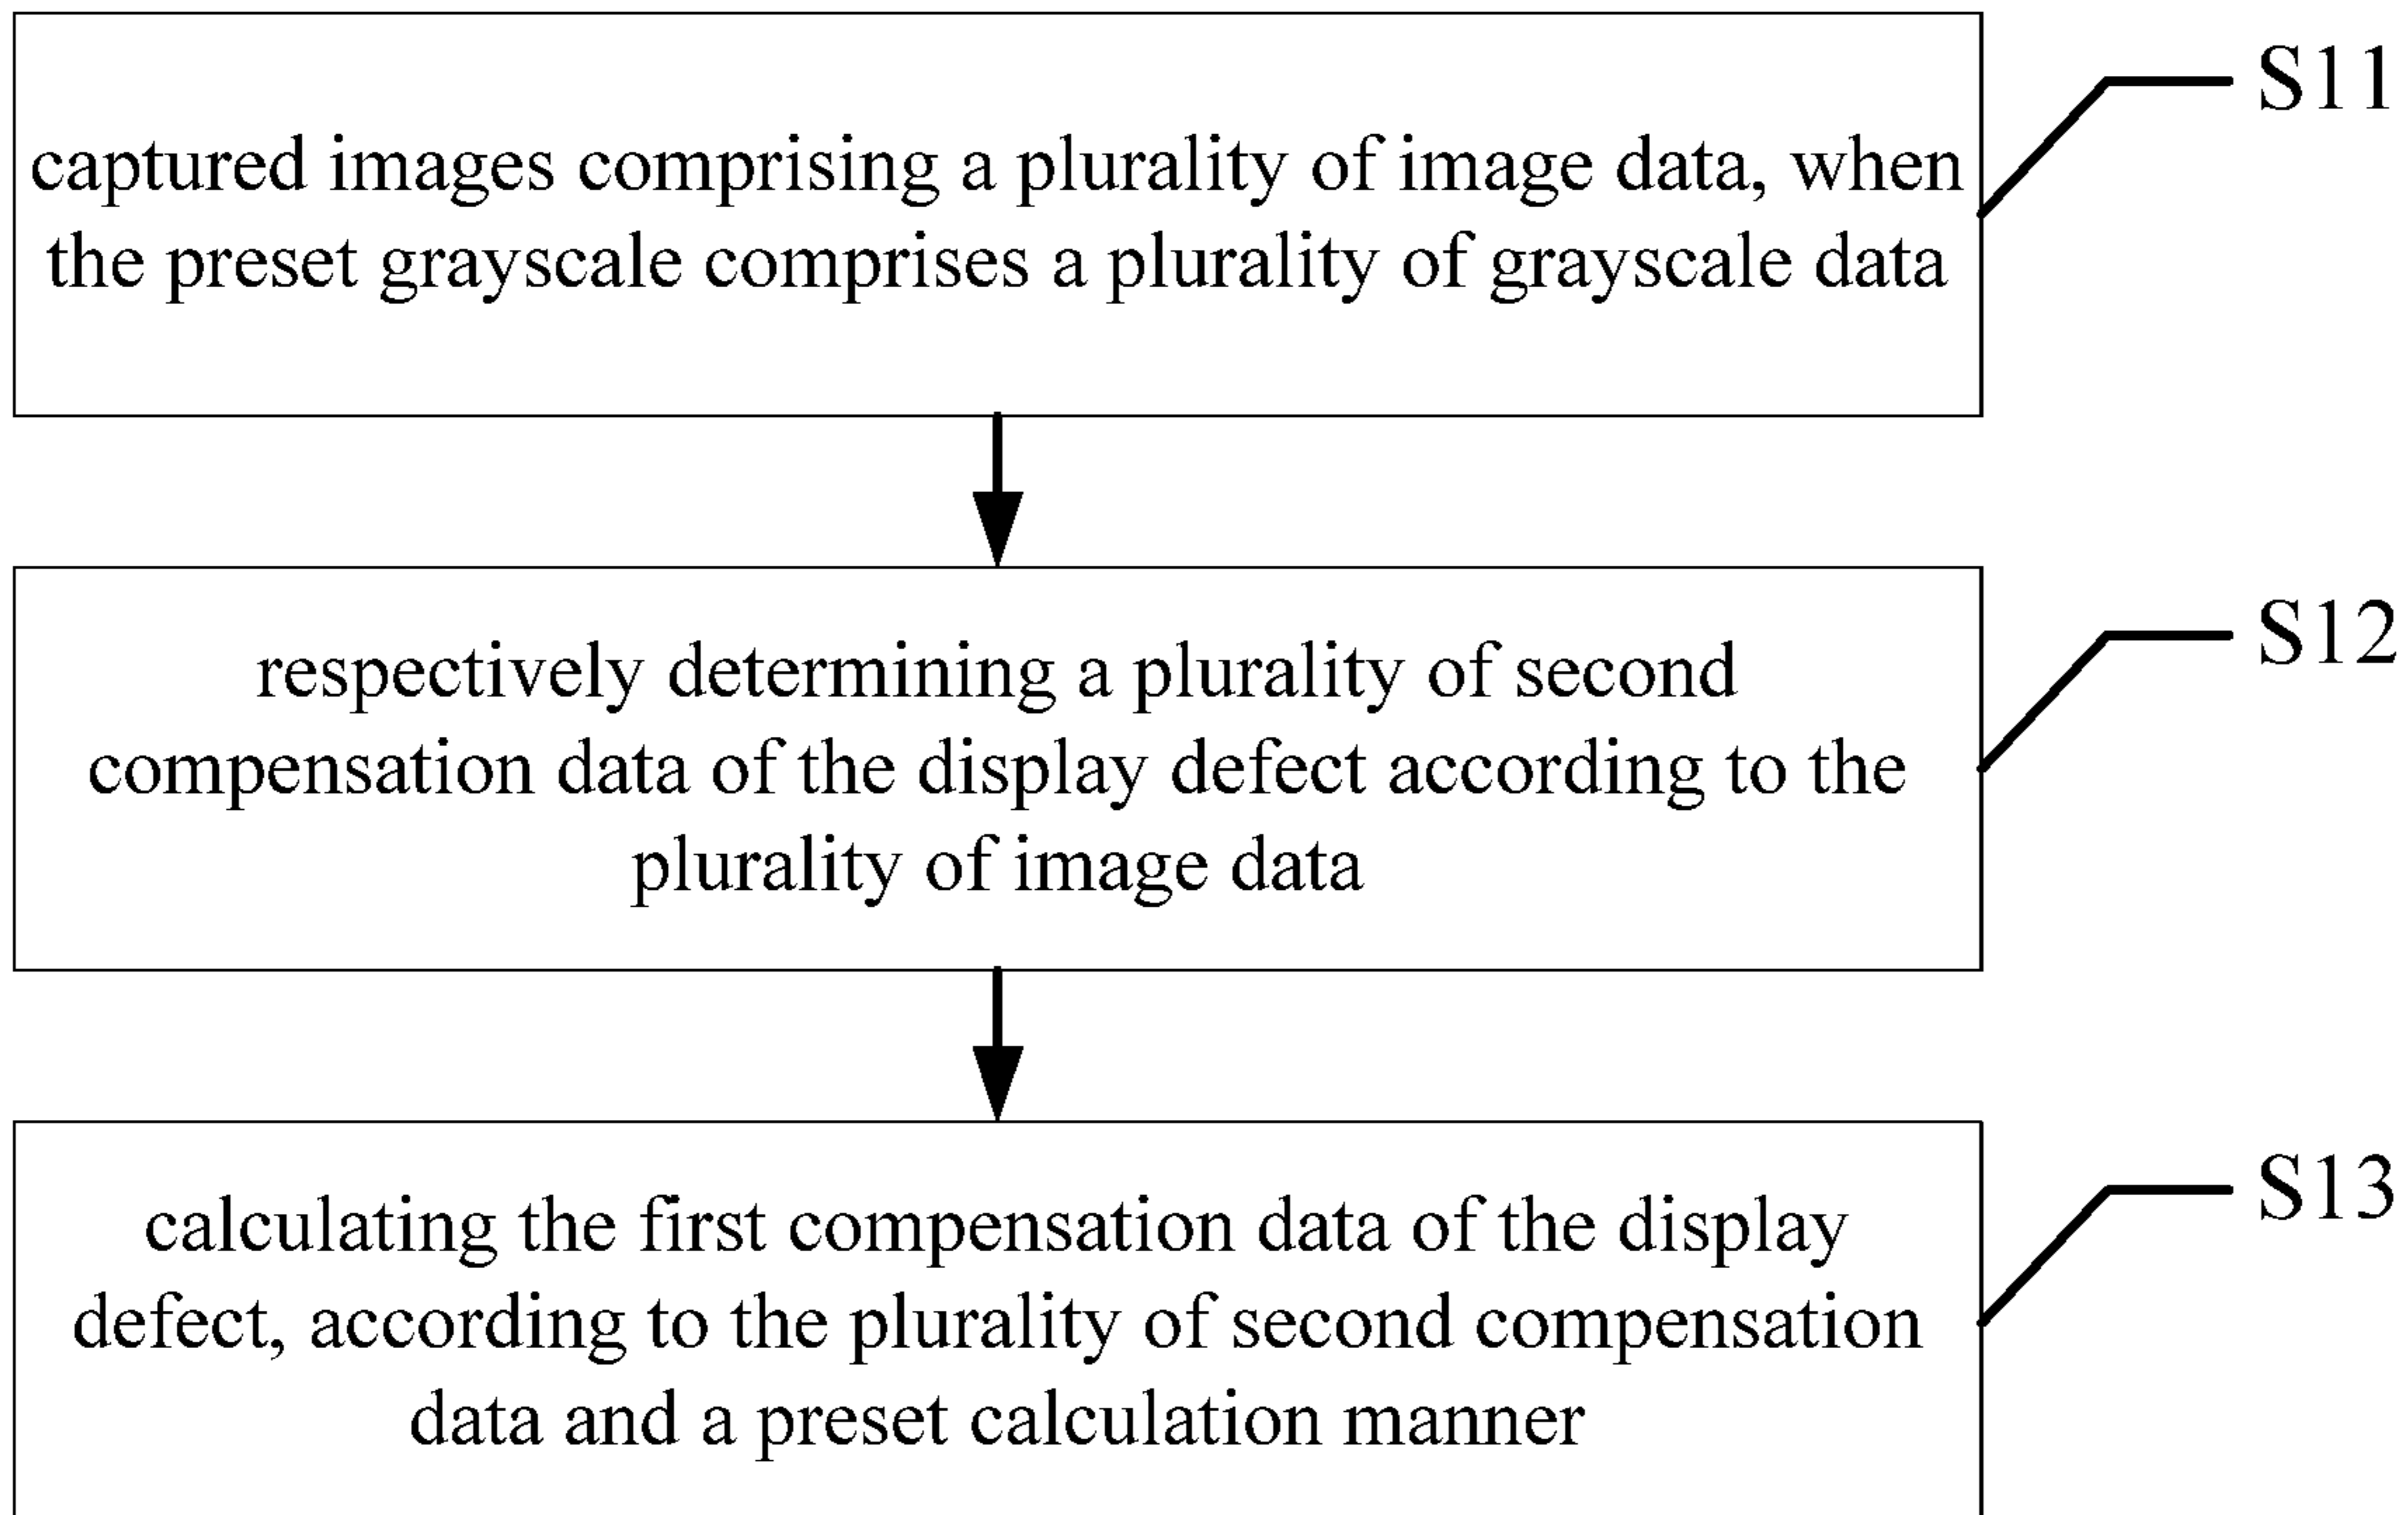 S11
captured images comprising a plurality of image data, when
the preset grayscale comprises a plurality of grayscale data
S12
respectively determining a plurality of second
compensation data of the display defect according to the
plurality of image data
S13
calculating the first compensation data of the display
defect, according to the plurality of second compensation
data and a preset calculation manner